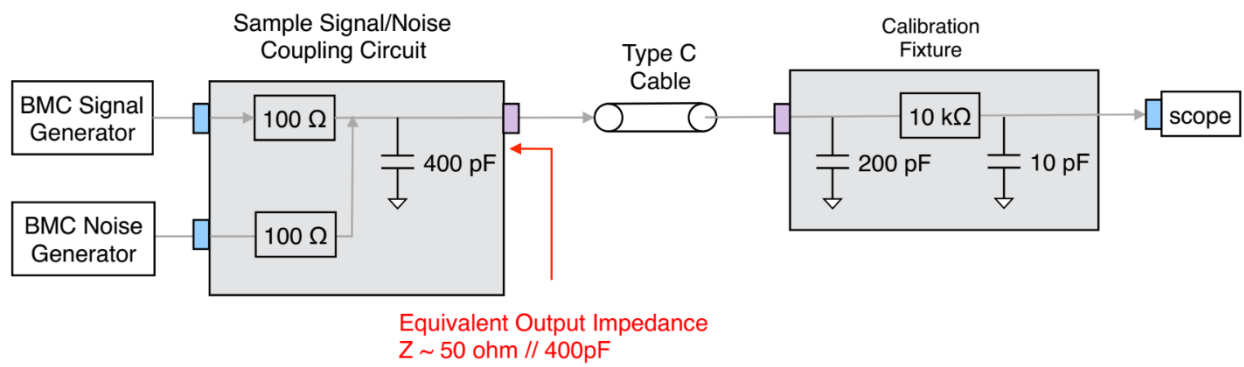 Sample Signal/Noise
Coupling Circuit
Type C
Cable
Calibration
Fixture
BMC Signal
Generator
100 Ω
400 pF
200 pF
10 kΩ
10 pF
scope
BMC Noise
Generator
100 Ω
Equivalent Output Impedance
Z ~ 50 ohm // 400pF